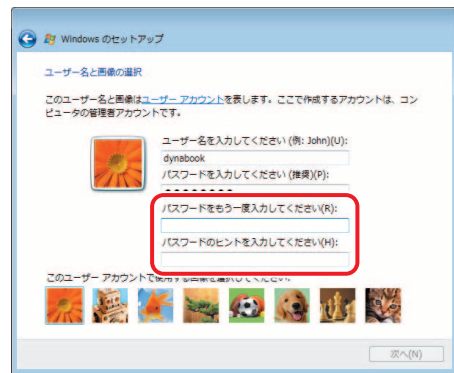 Windows のセットアップ
ユーザー名と画像の選択
このユーザー名と画像はユーザー アカウントを表します。ここで作成するアカウントは、コン
ピュータの管理者アカウントです。
ユーザー名を入力してください (例: John)(U):
dynabook
パスワードを入力してください (推奨)(P):
●●●●●●●●
パスワードをもう一度入力してください(R):
パスワードのヒントを入力してください(H):
このユーザー アカウントで使用する画像を選択してください:
次へ(N)